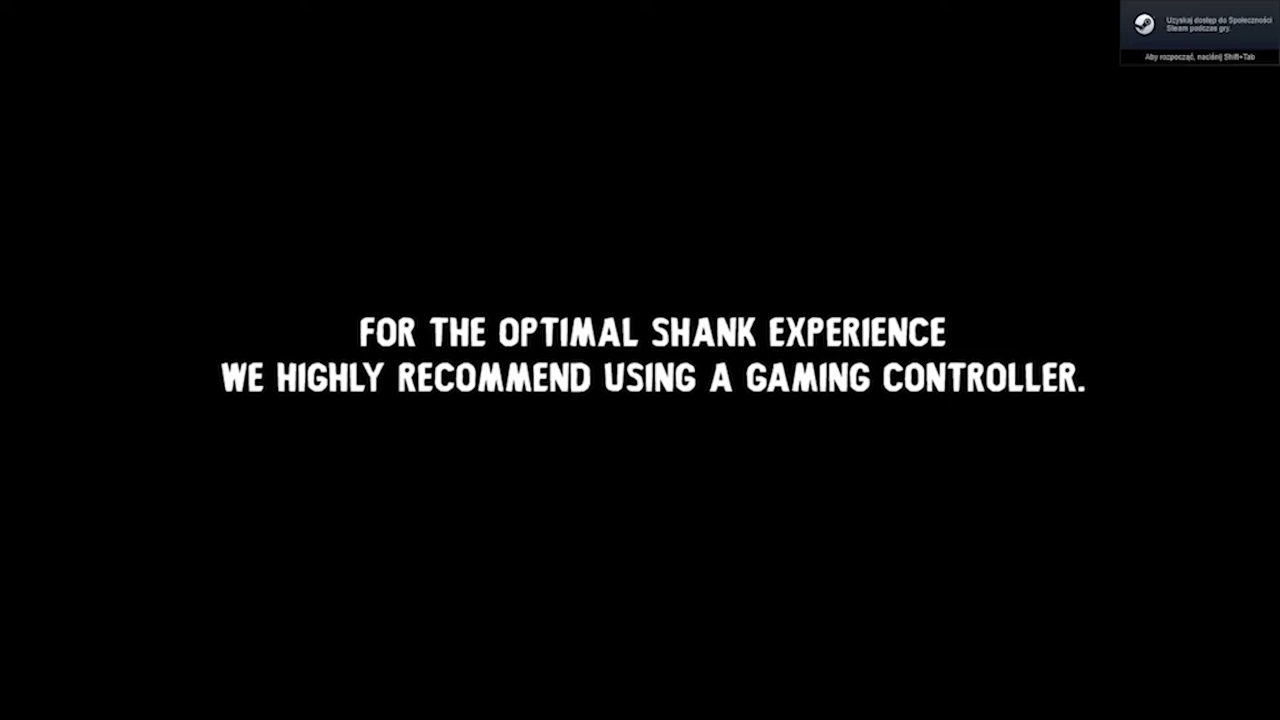 Uzyskaj dostęp do Społeczności
Steam podczas gry.
Aby rozpocząć, naciśnij Shift+Tab
FOR THE OPTIMAL SHANK EXPERIENCE
WE HIGHLY RECOMMEND USING A GAMING CONTROLLER.